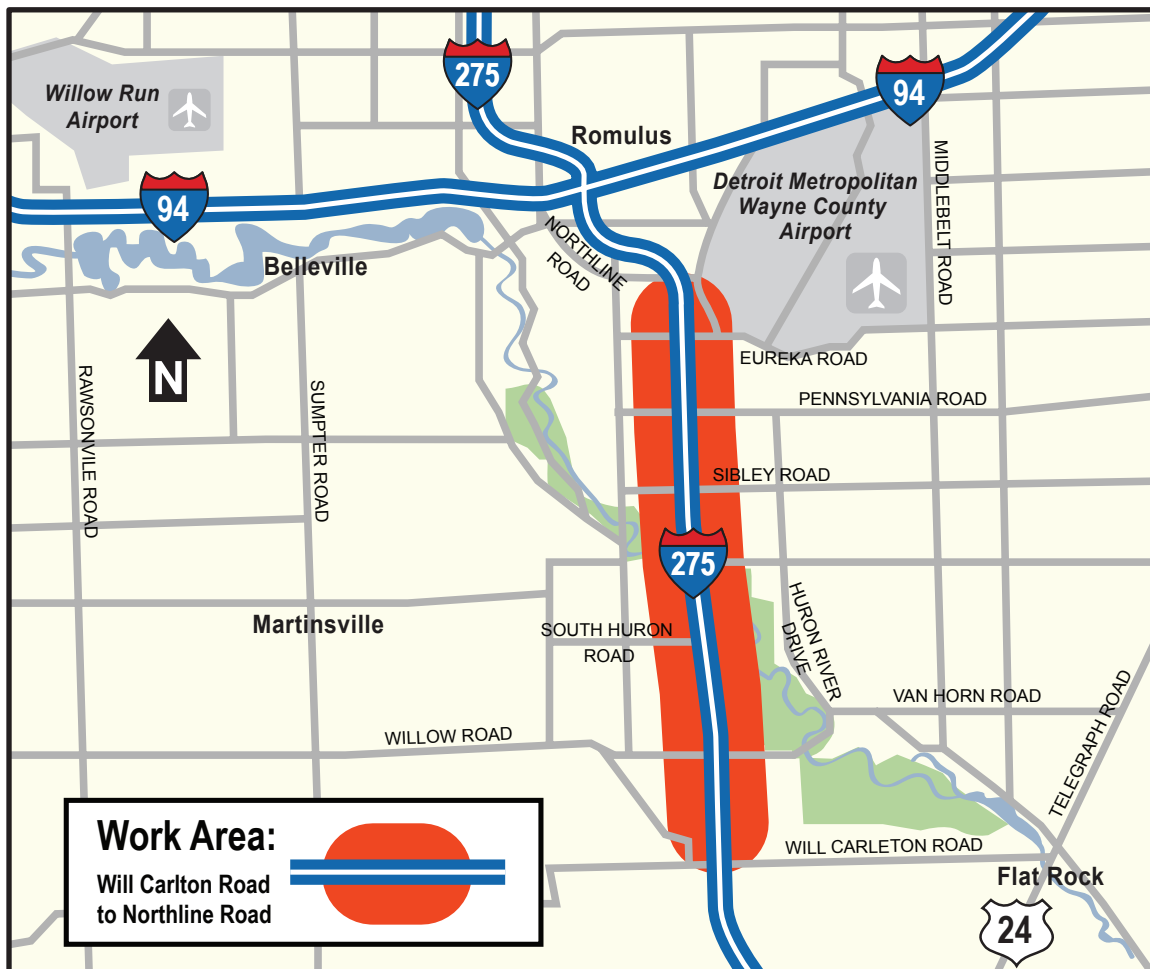 275
94
Willow Run
Airport
Romulus
Detroit Metropolitan
Wayne County
Airport
MIDDLEBELT ROAD
94
NORTHLINE
ROAD
Belleville
N
EUREKA ROAD
RAWSONVILE ROAD
SUMPTER ROAD
PENNSYLVANIA ROAD
SIBLEY ROAD
275
HURON RIVER
DRIVE
Martinsville
SOUTH HURON
ROAD
VAN HORN ROAD
TELEGRAPH ROAD
WILLOW ROAD
Work Area:
Will Carlton Road
to Northline Road
WILL CARLETON ROAD
Flat Rock
24